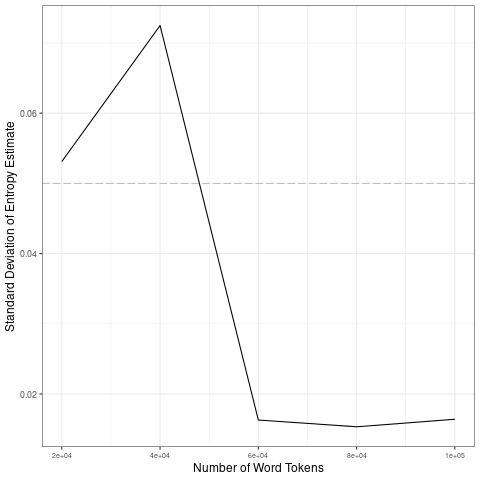 Standard Deviation of Entropy Estimate
0.06
0.04
0.02
2e+04 4e+04 6e+04 8e+04 1e+05
Number of Word Tokens